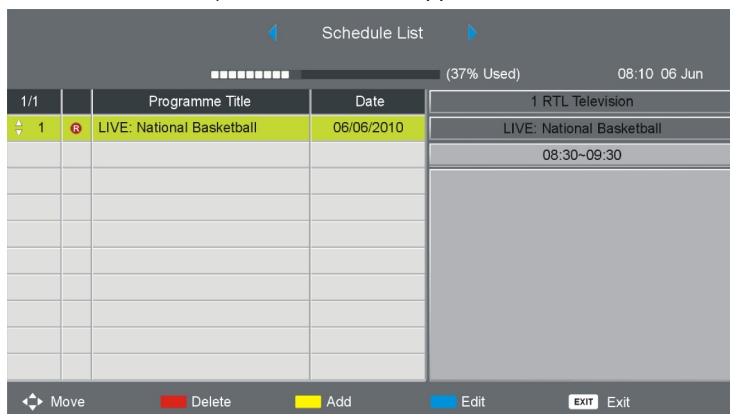 Schedule List
(37% Used) 08:10 06 Jun
1/1 Programme Title Date 1 RTL Television
1 R LIVE: National Basketball 06/06/2010 LIVE: National Basketball
08:30~09:30
Move Delete Add Edit EXIT Exit